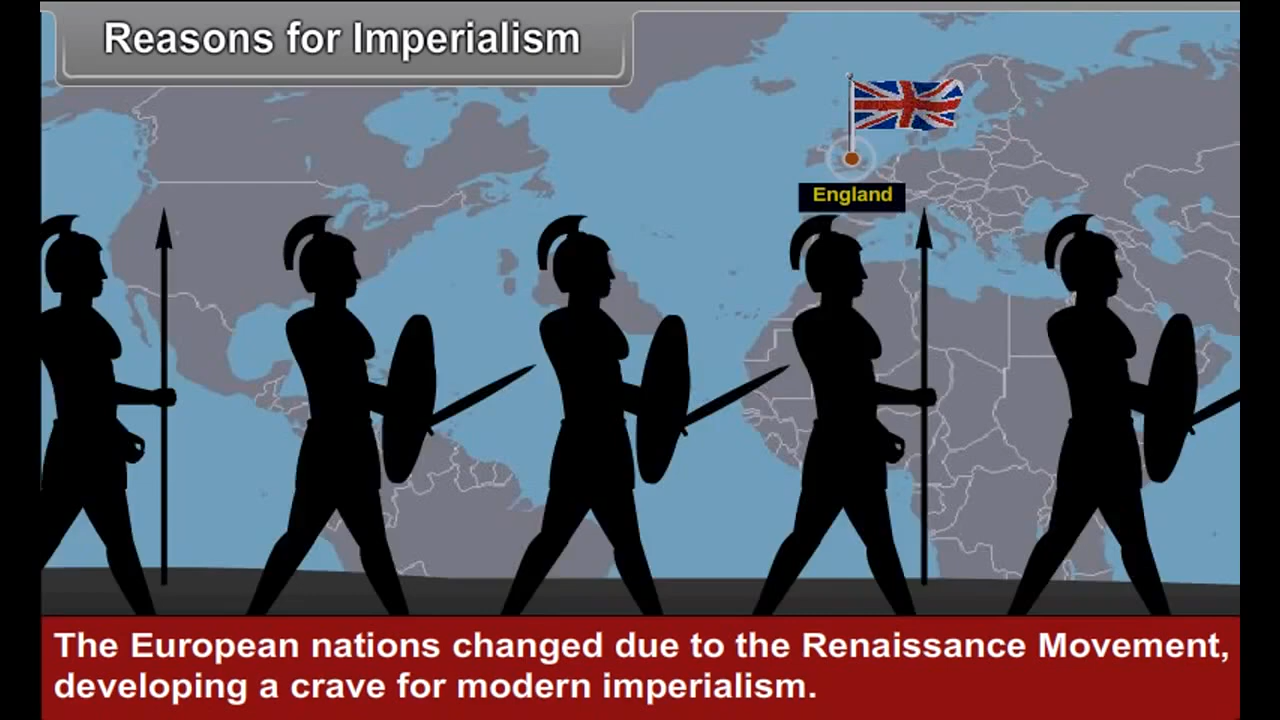 Reasons for Imperialism
England
The European nations changed due to the Renaissance Movement,
developing a crave for modern imperialism.